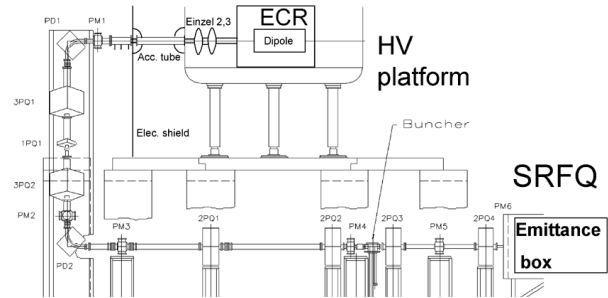 PD1
PM1
Einzel 2,3
ECR
Dipole
HV
platform
Acc. tube
3PQ1
Elec. shield
Buncher
1PQ1
3PQ2
SRFQ
PM2
PM3
2PQ1
2PQ2
PM4
2PQ3
PM5
2PQ4
PM6
Emittance
box
PD2